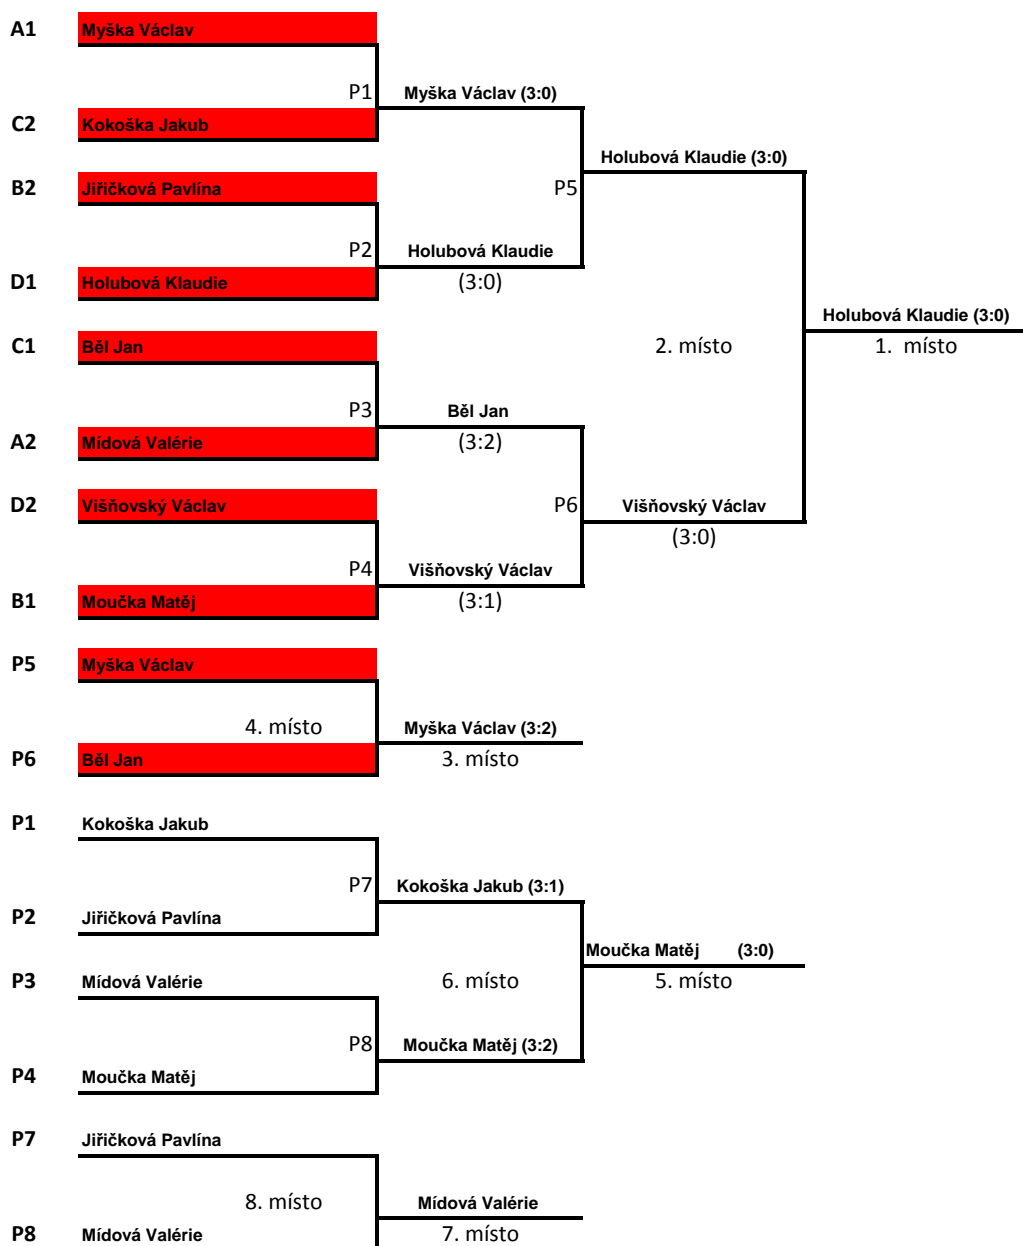 A1 Myška Václav
P1 Myška Václav (3:0)
C2 Kokoška Jakub
Holubová Klaudie (3:0)
B2 Jiřičková Pavlína P5
P2 Holubová Klaudie
D1 Holubová Klaudie (3:0)
Holubová Klaudie (3:0)
C1 Běl Jan 2. místo 1. místo
P3 Běl Jan
A2 Mídová Valérie (3:2)
D2 Višňovský Václav P6 Višňovský Václav
(3:0)
P4 Višňovský Václav
B1 Moučka Matěj (3:1)
P5 Myška Václav
4. místo Myška Václav (3:2)
P6 Běl Jan 3. místo
P1 Kokoška Jakub
P7 Kokoška Jakub (3:1)
P2 Jiřičková Pavlína
Moučka Matěj (3:0)
P3 Mídová Valérie 6. místo 5. místo
P8 Moučka Matěj (3:2)
P4 Moučka Matěj
P7 Jiřičková Pavlína
8. místo Mídová Valérie
P8 Mídová Valérie 7. místo